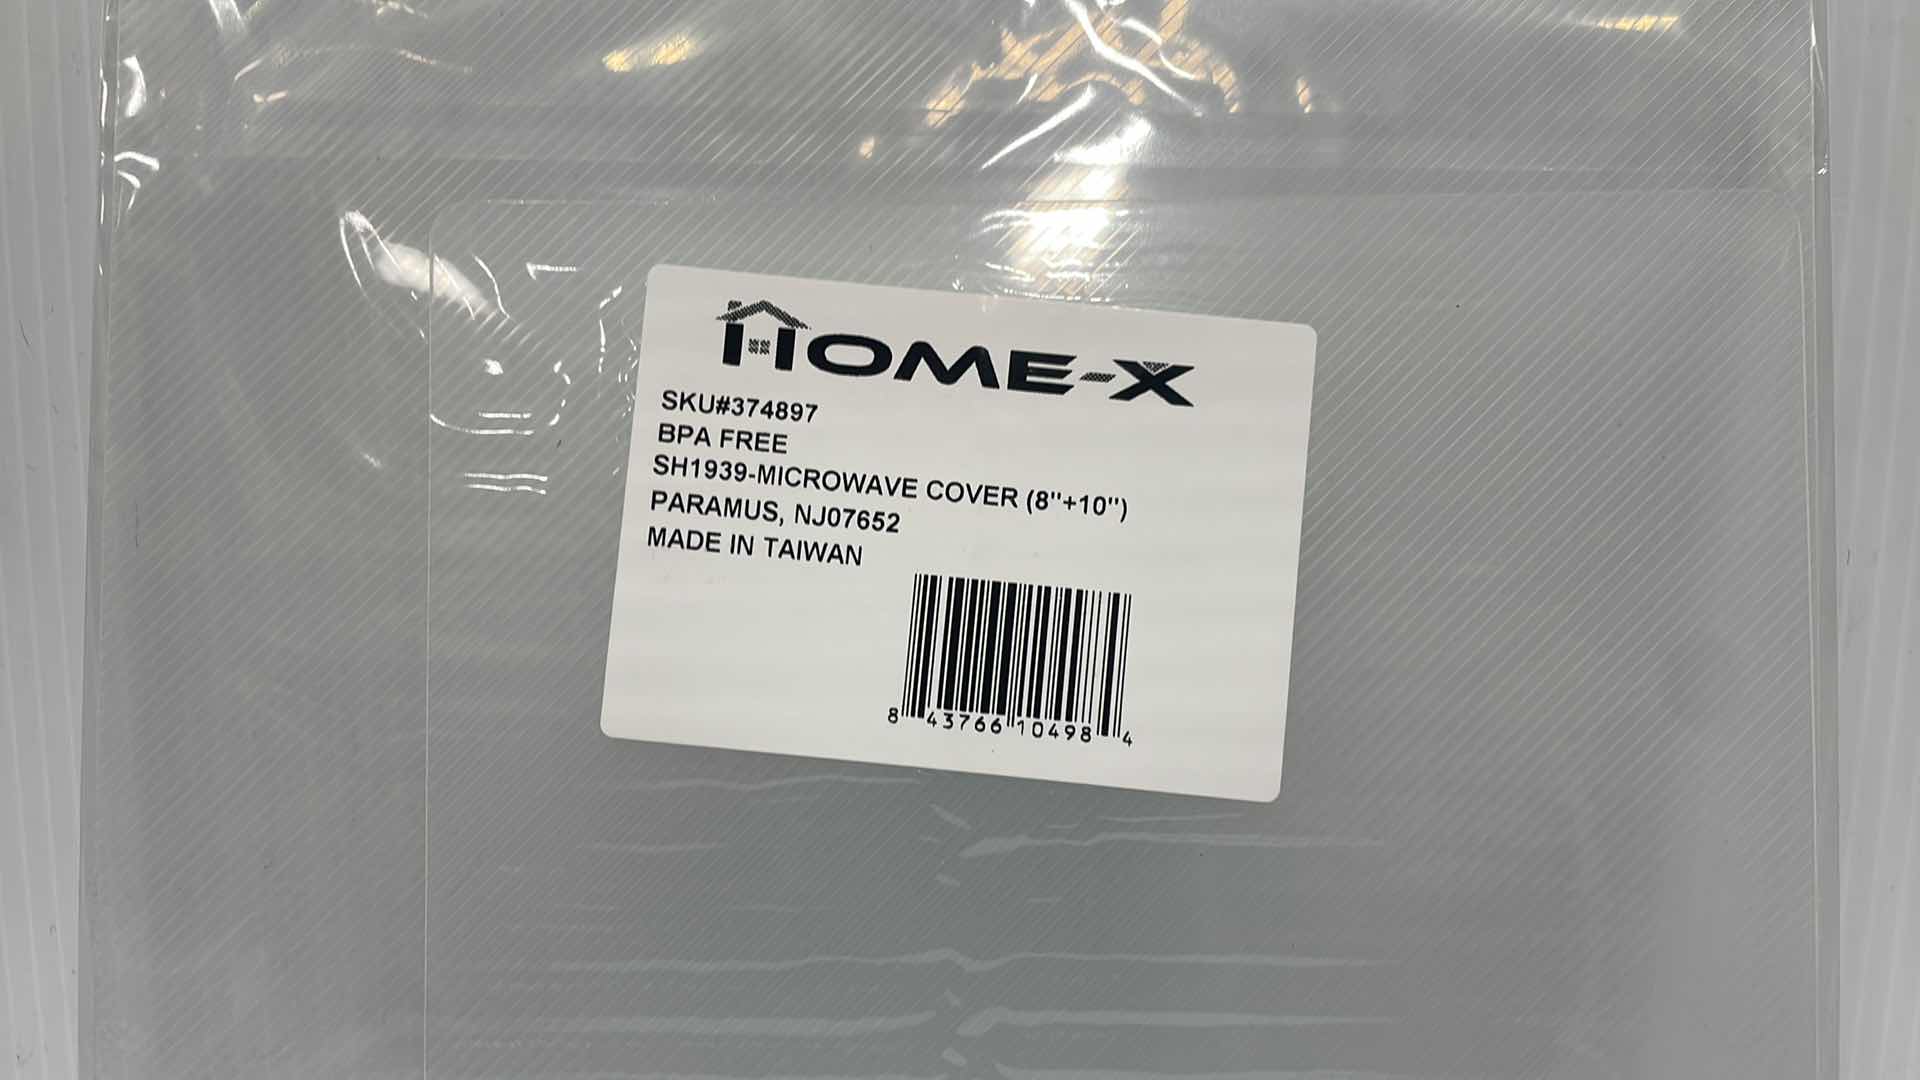 HOME-X
SKU#374897
BPA FREE
SH1939-MICROWAVE COVER (8"+10")
PARAMUS, NJ07652
MADE IN TAIWAN
8 43766 10498 4